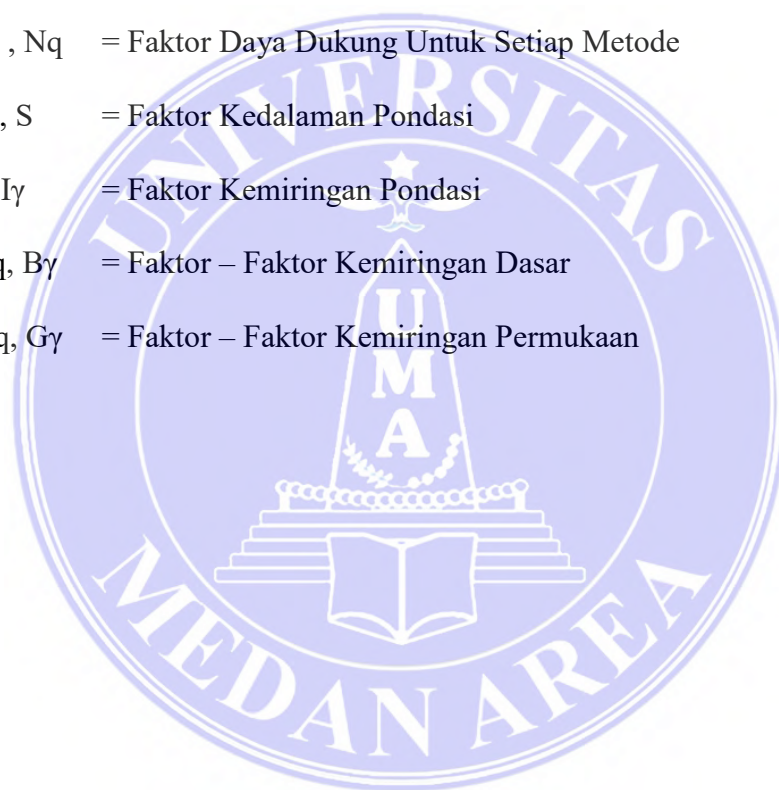 , Nq = Faktor Daya Dukung Untuk Setiap Metode
, S = Faktor Kedalaman Pondasi
Iγ = Faktor Kemiringan Pondasi
q, Bγ = Faktor – Faktor Kemiringan Dasar
q, Gγ = Faktor – Faktor Kemiringan Permukaan
UNIVERSITAS
UMA
MEDAN AREA